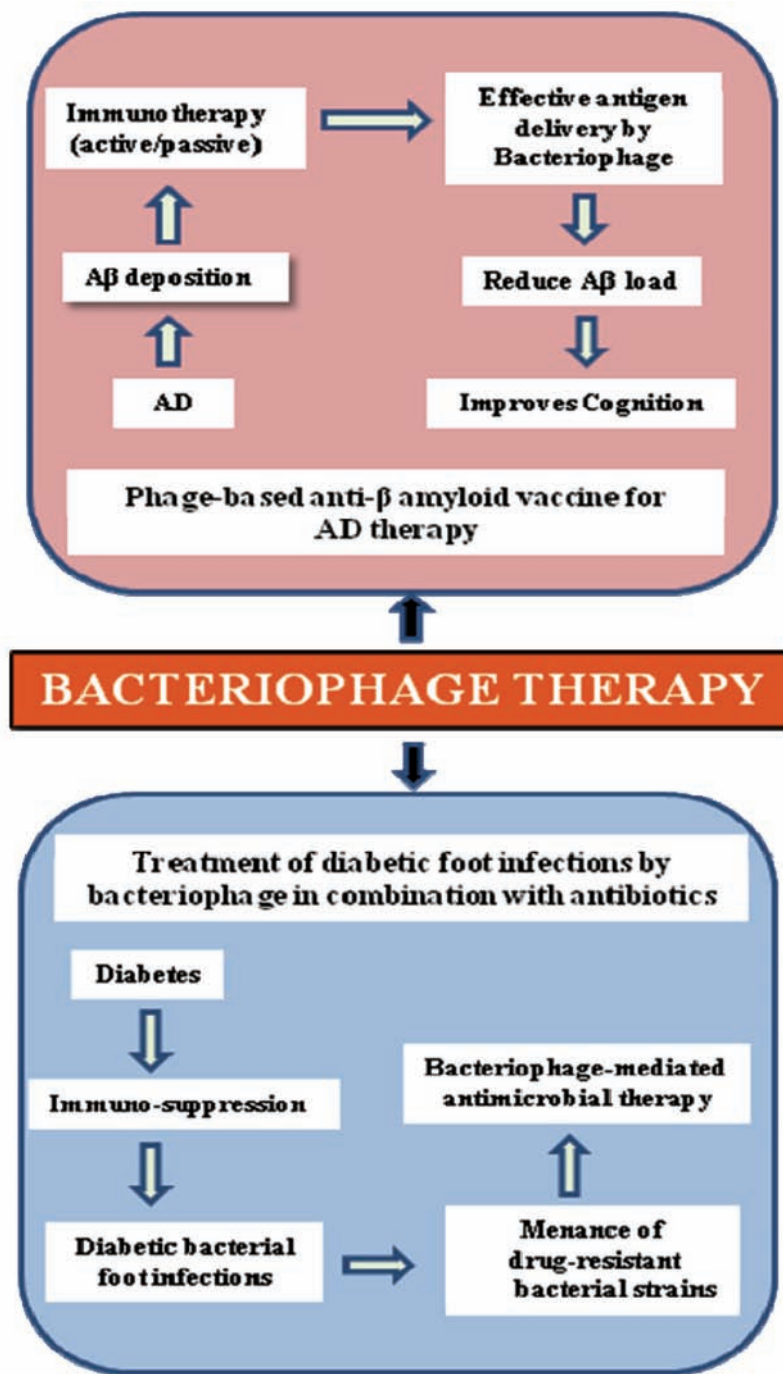 Immunotherapy
(active/passive)
Effective antigen
delivery by
Bacteriophage
Aβ deposition
Reduce Aβ load
AD
Improves Cognition
Phage-based anti-β amyloid vaccine for
AD therapy
BACTERIOPHAGE THERAPY
Treatment of diabetic foot infections by
bacteriophage in combination with antibiotics
Diabetes
Immuno-suppression
Diabetic bacterial
foot infections
Menance of
drug-resistant
bacterial strains
Bacteriophage-mediated
antimicrobial therapy